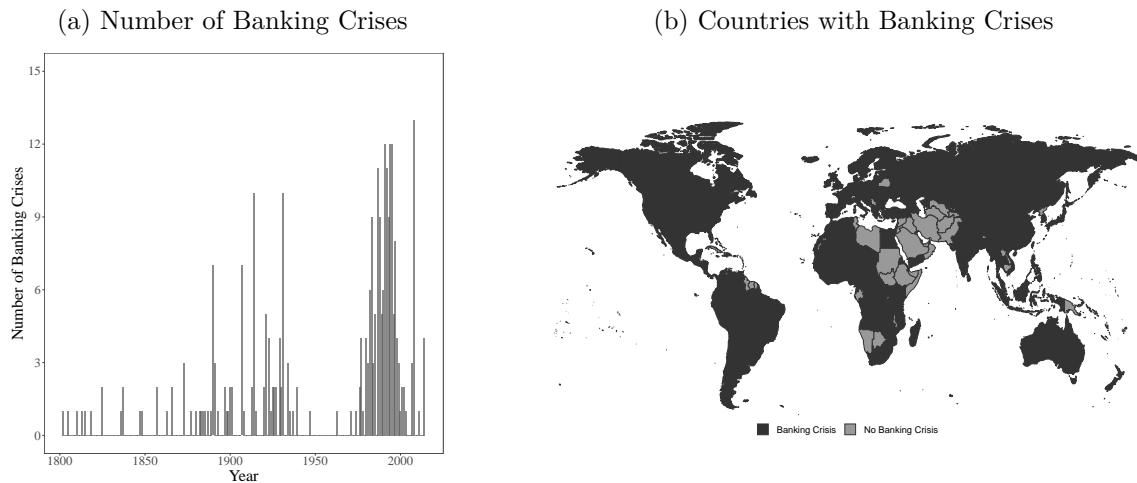 (a) Number of Banking Crises
15
12
9
6
3
0
Number of Banking Crises
1800 1850 1900 1950 2000
Year
(b) Countries with Banking Crises
Banking Crisis No Banking Crisis